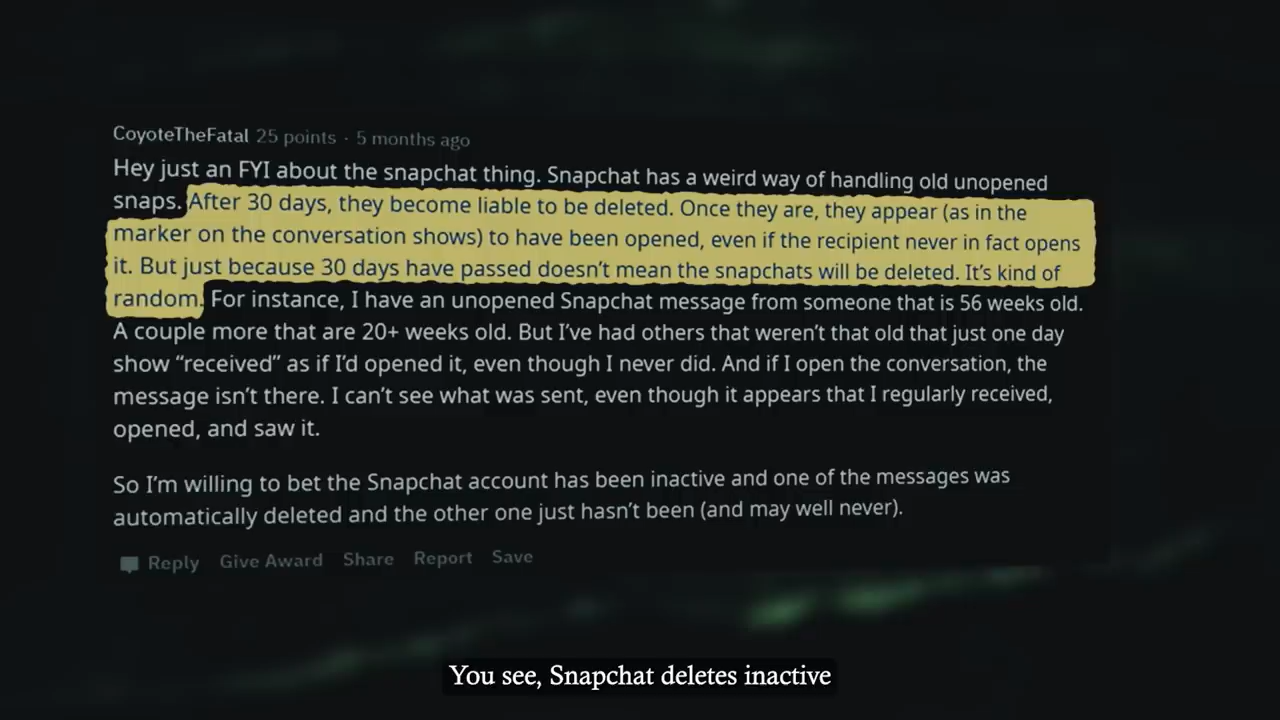 CoyoteTheFatal 25 points · 5 months ago
Hey just an FYI about the snapchat thing. Snapchat has a weird way of handling old unopened
snaps. After 30 days, they become liable to be deleted. Once they are, they appear (as in the
marker on the conversation shows) to have been opened, even if the recipient never in fact opens
it. But just because 30 days have passed doesn't mean the snapchats will be deleted. It's kind of
random. For instance, I have an unopened Snapchat message from someone that is 56 weeks old.
A couple more that are 20+ weeks old. But I've had others that weren't that old that just one day
show “received” as if I'd opened it, even though I never did. And if I open the conversation, the
message isn't there. I can't see what was sent, even though it appears that I regularly received,
opened, and saw it.
So I'm willing to bet the Snapchat account has been inactive and one of the messages was
automatically deleted and the other one just hasn't been (and may well never).
Reply Give Award Share Report Save
You see, Snapchat deletes inactive